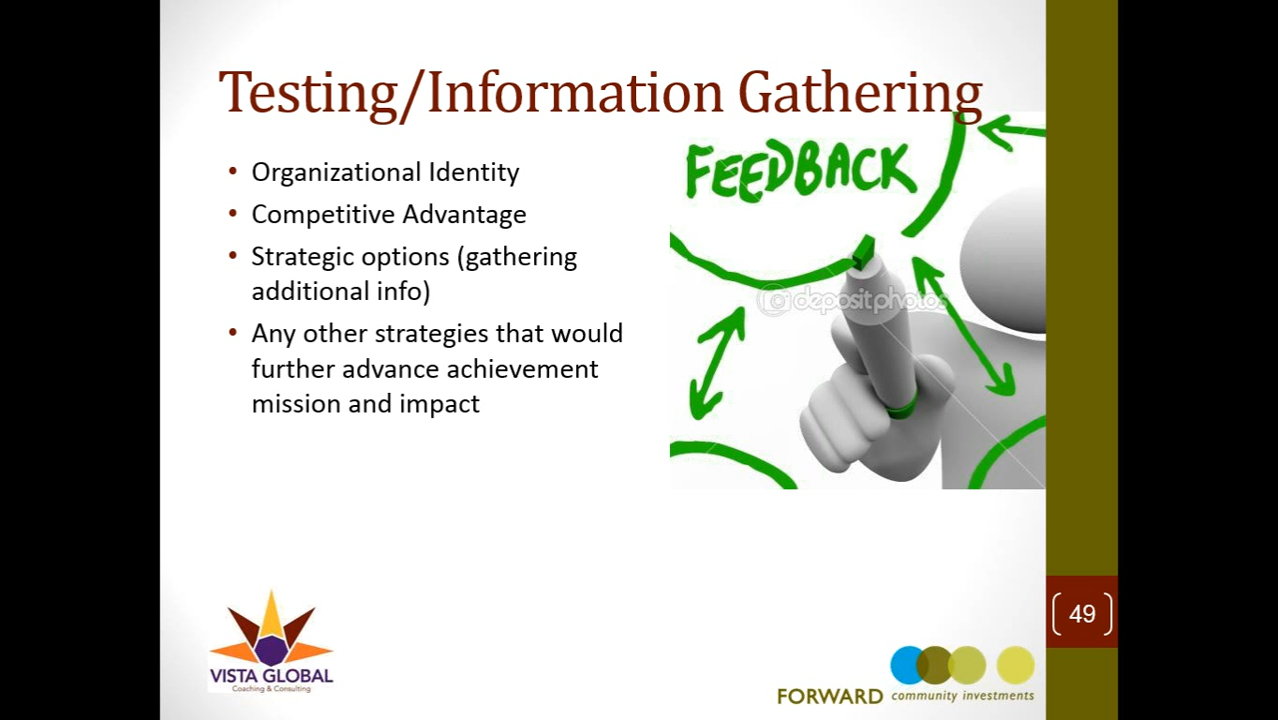 Testing/Information Gathering
• Organizational Identity
• Competitive Advantage
• Strategic options (gathering
additional info)
• Any other strategies that would
further advance achievement
mission and impact
FEEDBACK
depositphotos
VISTA GLOBAL
Coaching & Consulting
FORWARD community investments
49